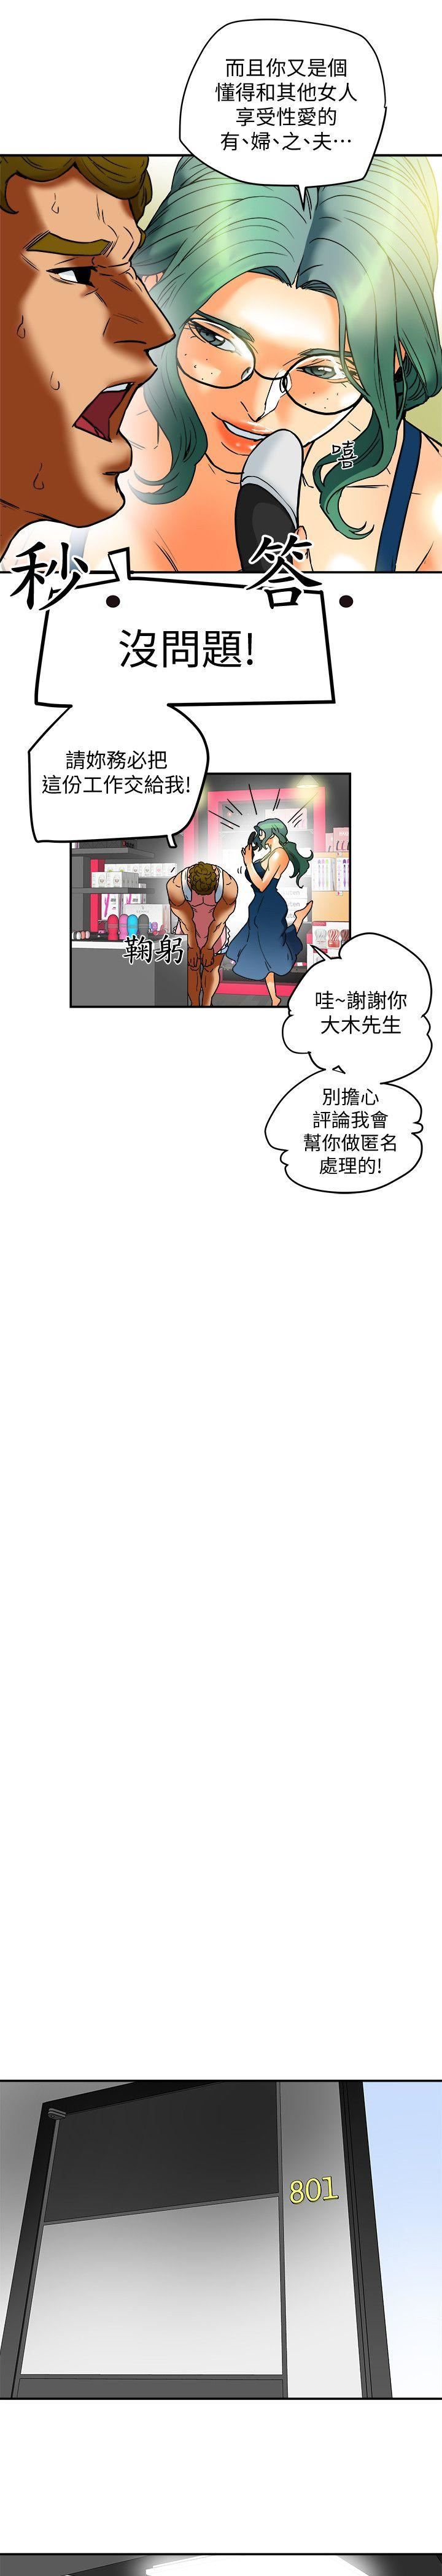 而且你又是個
懂得和其他女人
享受性愛的
有、婦、之、夫…
嘻
秒.答.
沒問題!
請妳務必把
這份工作交給我!
鞠躬
哇~謝謝你
大木先生
別擔心
評論我會
幫你做匿名
處理的!
801